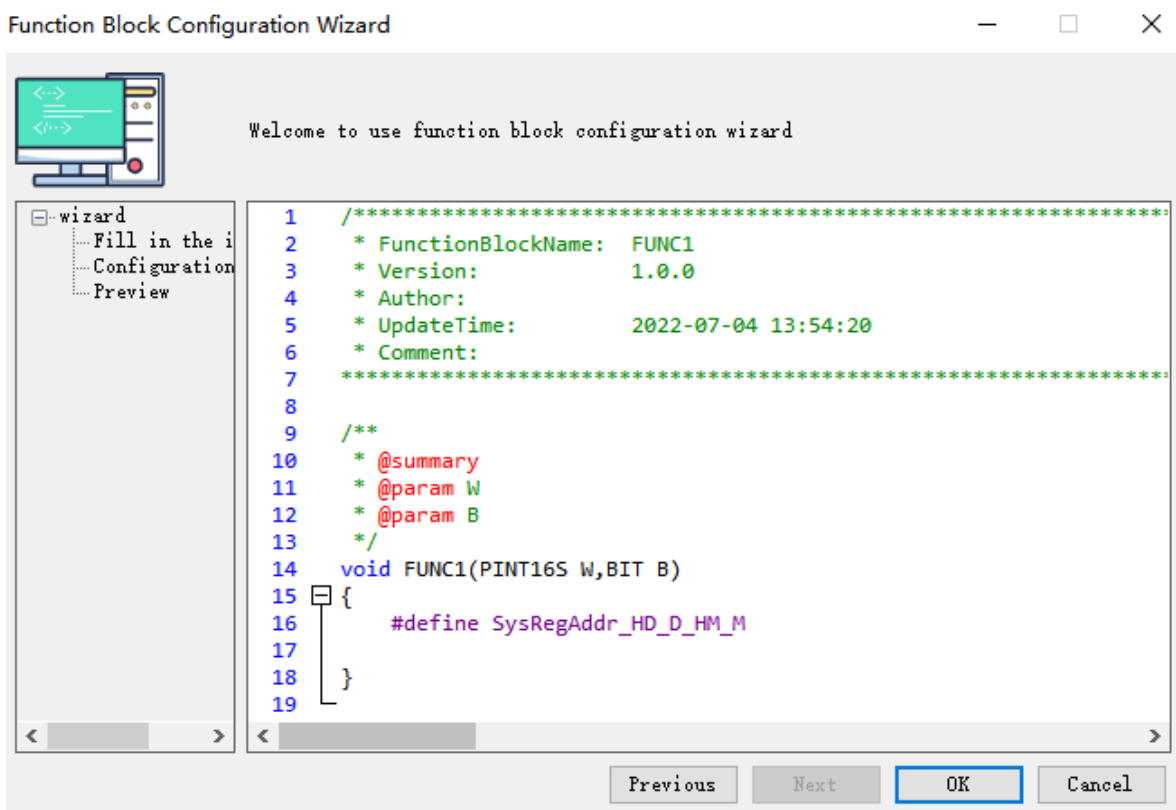 Function Block Configuration Wizard
<-->
</-->
Welcome to use function block configuration wizard
wizard
Fill in the i
Configuration
Preview
1 /*****************************************************************
2 * FunctionBlockName: FUNC1
3 * Version: 1.0.0
4 * Author:
5 * UpdateTime: 2022-07-04 13:54:20
6 * Comment:
7 ******************************************************************
8
9 /**
10 * @summary
11 * @param W
12 * @param B
13 */
14 void FUNC1(PINT16S W,BIT B)
15 {
16 #define SysRegAddr_HD_D_HM_M
17
18 }
19
Previous Next OK Cancel